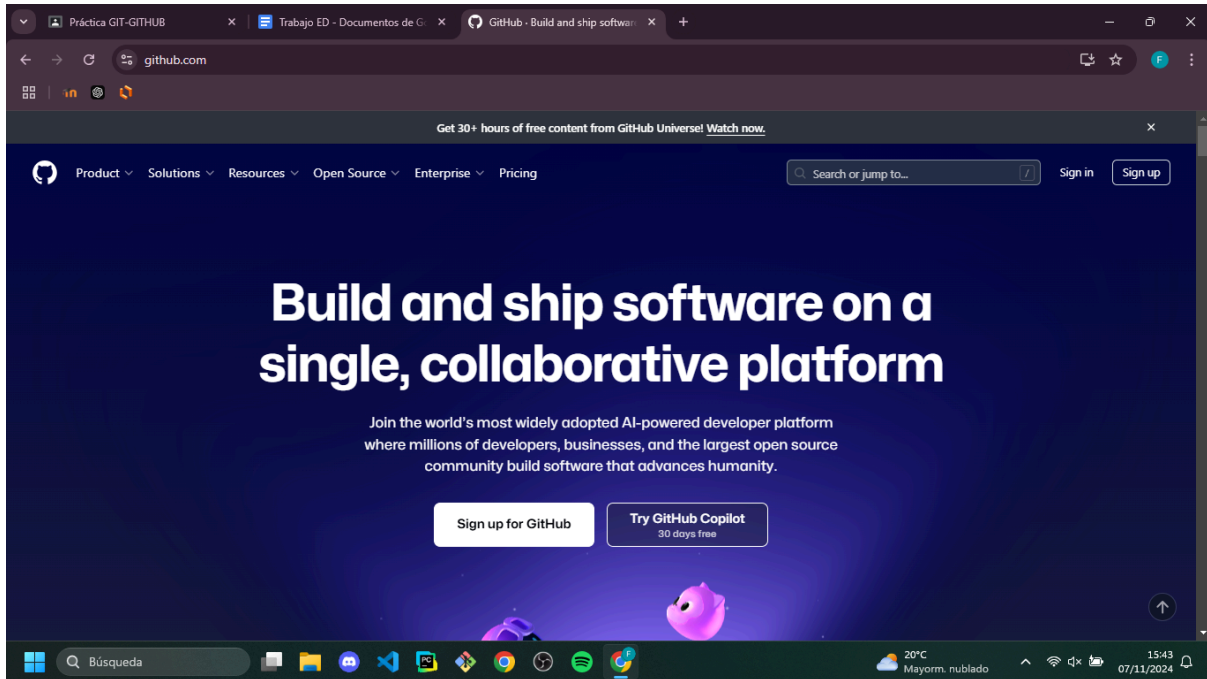 Práctica GIT-GITHUB
Trabajo ED - Documentos de Go
GitHub · Build and ship software
github.com
F
Get 30+ hours of free content from GitHub Universe! Watch now.
Product Solutions Resources Open Source Enterprise Pricing
Search or jump to...
/
Sign in
Sign up
Build and ship software on a
single, collaborative platform
Join the world's most widely adopted AI-powered developer platform
where millions of developers, businesses, and the largest open source
community build software that advances humanity.
Sign up for GitHub
Try GitHub Copilot
30 days free
Búsqueda
PC
F
20°C
Mayorm. nublado
15:43
07/11/2024